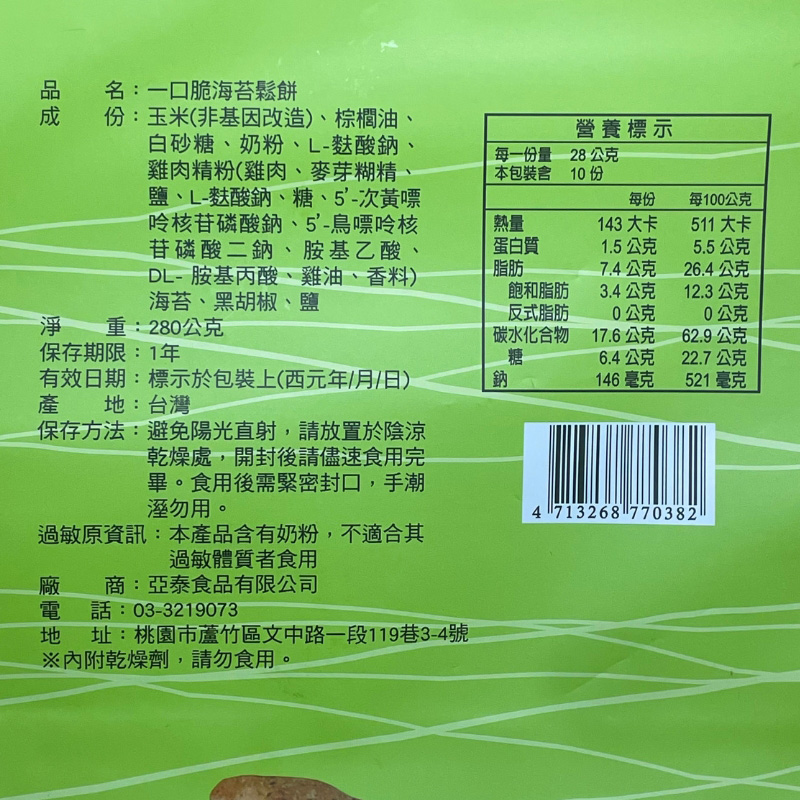 品名：一口脆海苔鬆餅
成份：玉米(非基因改造)、棕櫚油、
白砂糖、奶粉、L-麩酸鈉、
雞肉精粉(雞肉、麥芽糊精、
鹽、L-麩酸鈉、糖、5'-次黃嘌
呤核苷磷酸鈉、5'-鳥嘌呤核
苷磷酸二鈉、胺基乙酸、
DL-胺基丙酸、雞油、香料)
海苔、黑胡椒、鹽
淨重：280公克
保存期限：1年
有效日期：標示於包裝上(西元年/月/日)
產地：台灣
保存方法：避免陽光直射，請放置於陰涼
乾燥處，開封後請儘速食用完
畢。食用後需緊密封口，手潮
溼勿用。
過敏原資訊：本產品含有奶粉，不適合其
過敏體質者食用
廠商：亞泰食品有限公司
電話：03-3219073
地址：桃園市蘆竹區文中路一段119巷3-4號
※內附乾燥劑，請勿食用。
營養標示
每一份量 28公克
本包裝含 10份
每份 每100公克
熱量 143大卡 511大卡
蛋白質 1.5公克 5.5公克
脂肪 7.4公克 26.4公克
飽和脂肪 3.4公克 12.3公克
反式脂肪 0公克 0公克
碳水化合物 17.6公克 62.9公克
糖 6.4公克 22.7公克
鈉 146毫克 521毫克
4 713268 770382